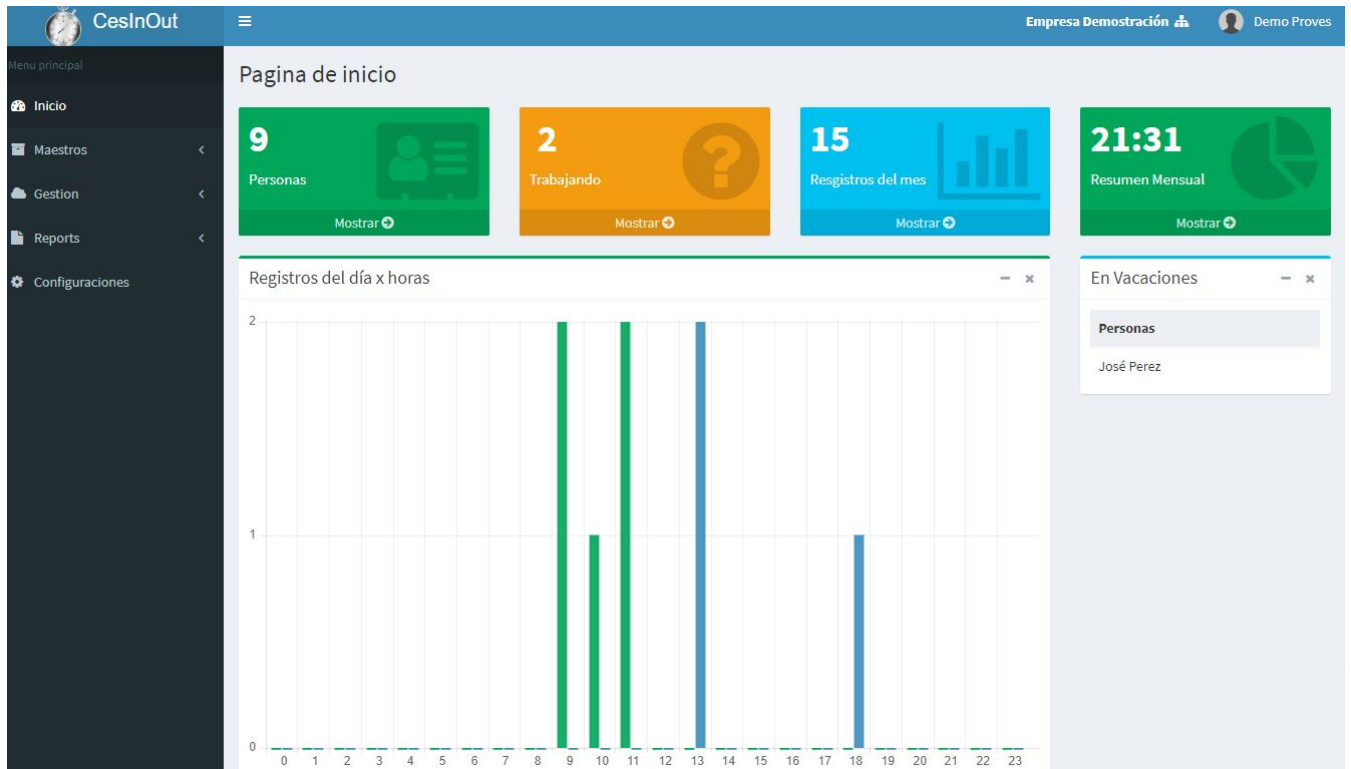 CesInOut
Empresa Demostración
Demo Proves
Menu principal
Inicio
Maestros
Gestion
Reports
Configuraciones
Pagina de inicio
9
Personas
Mostrar
2
Trabajando
Mostrar
15
Resgistros del mes
Mostrar
21:31
Resumen Mensual
Mostrar
Registros del día x horas
2
1
0
0 1 2 3 4 5 6 7 8 9 10 11 12 13 14 15 16 17 18 19 20 21 22 23
En Vacaciones
Personas
José Perez